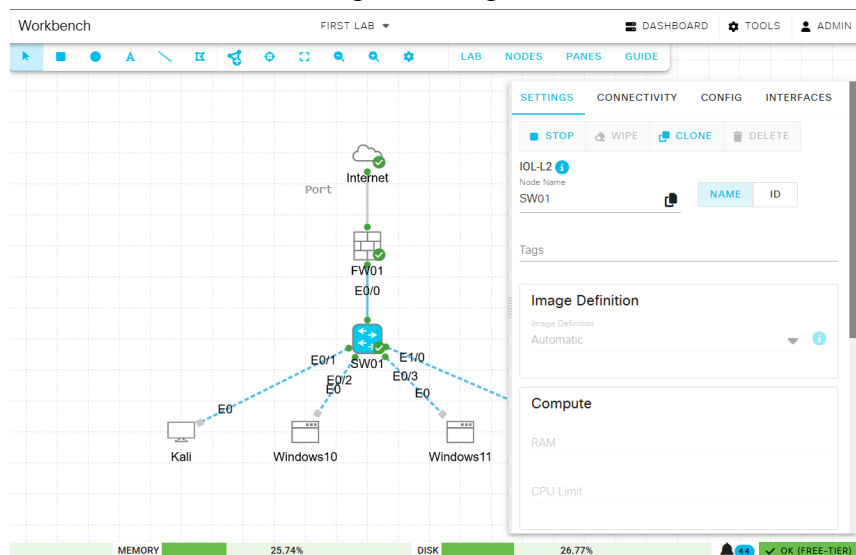 Workbench FIRST LAB DASHBOARD TOOLS ADMIN
A LAB NODES PANES GUIDE
SETTINGS CONNECTIVITY CONFIG INTERFACES
STOP WIPE CLONE DELETE
IOL-L2
Node Name
SW01 NAME ID
Tags
Image Definition
Image Definition
Automatic
Compute
RAM
CPU Limit
Internet
Port
FW01
E0/0
E0/1 SW01 E1/0
E0/2 E0/3
E0 E0
E0
Kali Windows10 Windows11
MEMORY 25.74% DISK 26.77% 44 OK (FREE-TIER)